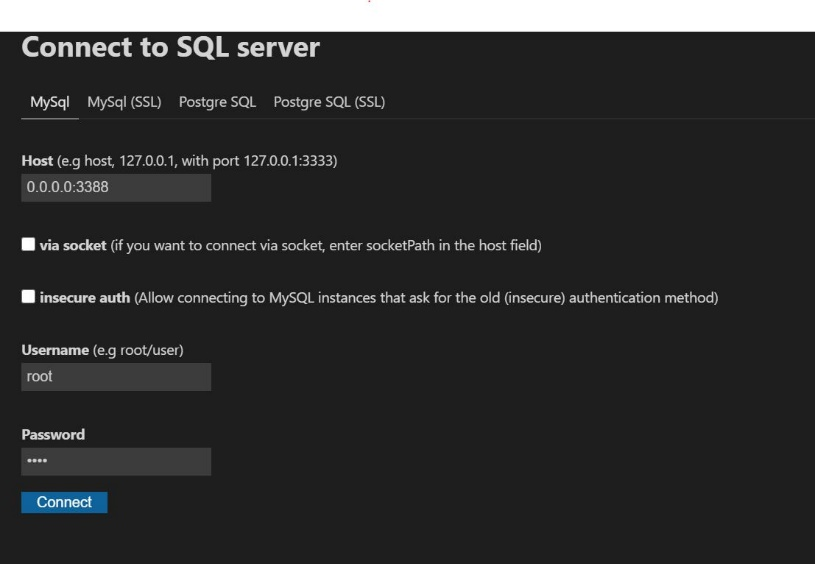 Connect to SQL server
MySql MySql (SSL) Postgre SQL Postgre SQL (SSL)
Host (e.g host, 127.0.0.1, with port 127.0.0.1:3333)
0.0.0.0:3388
via socket (if you want to connect via socket, enter socketPath in the host field)
insecure auth (Allow connecting to MySQL instances that ask for the old (insecure) authentication method)
Username (e.g root/user)
root
Password
••••
Connect